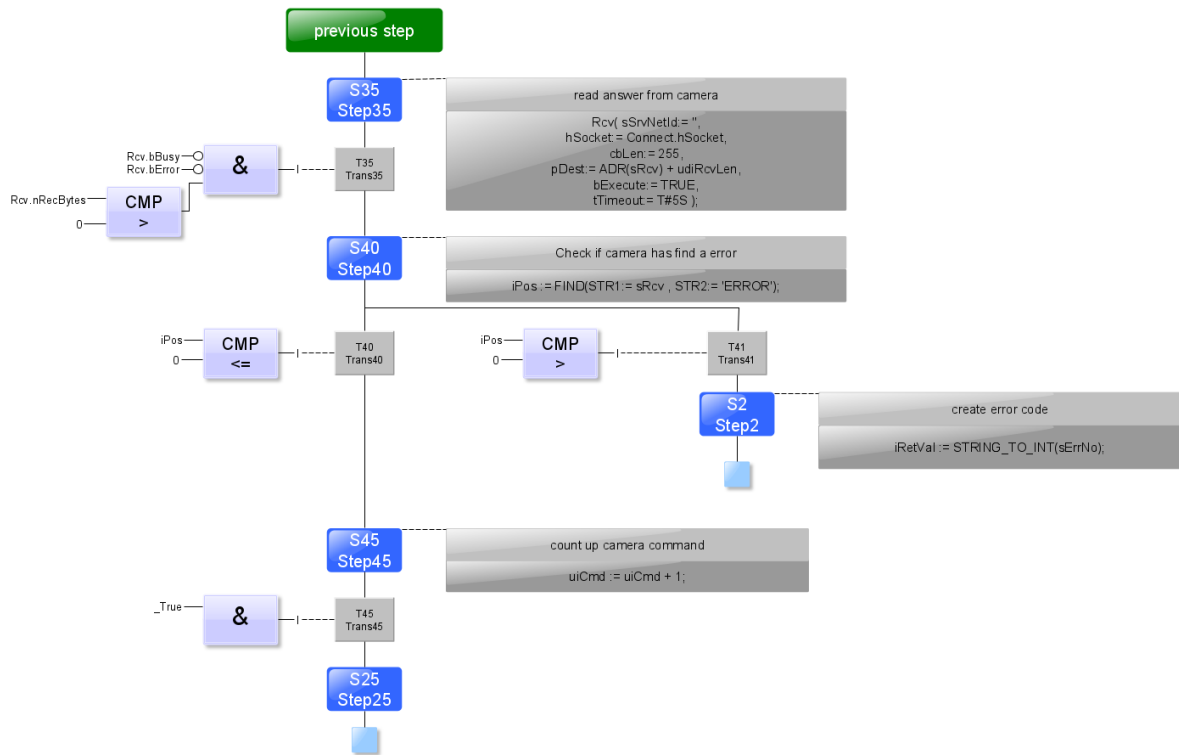 previous step
S35
Step35
read answer from camera
Rcv( sSrvNetId:= '',
hSocket:= Connect.hSocket,
cbLen:= 255,
pDest:= ADR(sRcv) + udiRcvLen,
bExecute:= TRUE,
tTimeout:= T#5S );
Rcv.bBusy
Rcv.bError
&
T35
Trans35
Rcv.nRecBytes
0
CMP
>
S40
Step40
Check if camera has find a error
iPos := FIND(STR1:= sRcv , STR2:= 'ERROR');
iPos
0
CMP
<=
T40
Trans40
iPos
0
CMP
>
T41
Trans41
S2
Step2
create error code
iRetVal := STRING_TO_INT(sErrNo);
S45
Step45
count up camera command
uiCmd := uiCmd + 1;
_True
&
T45
Trans45
S25
Step25